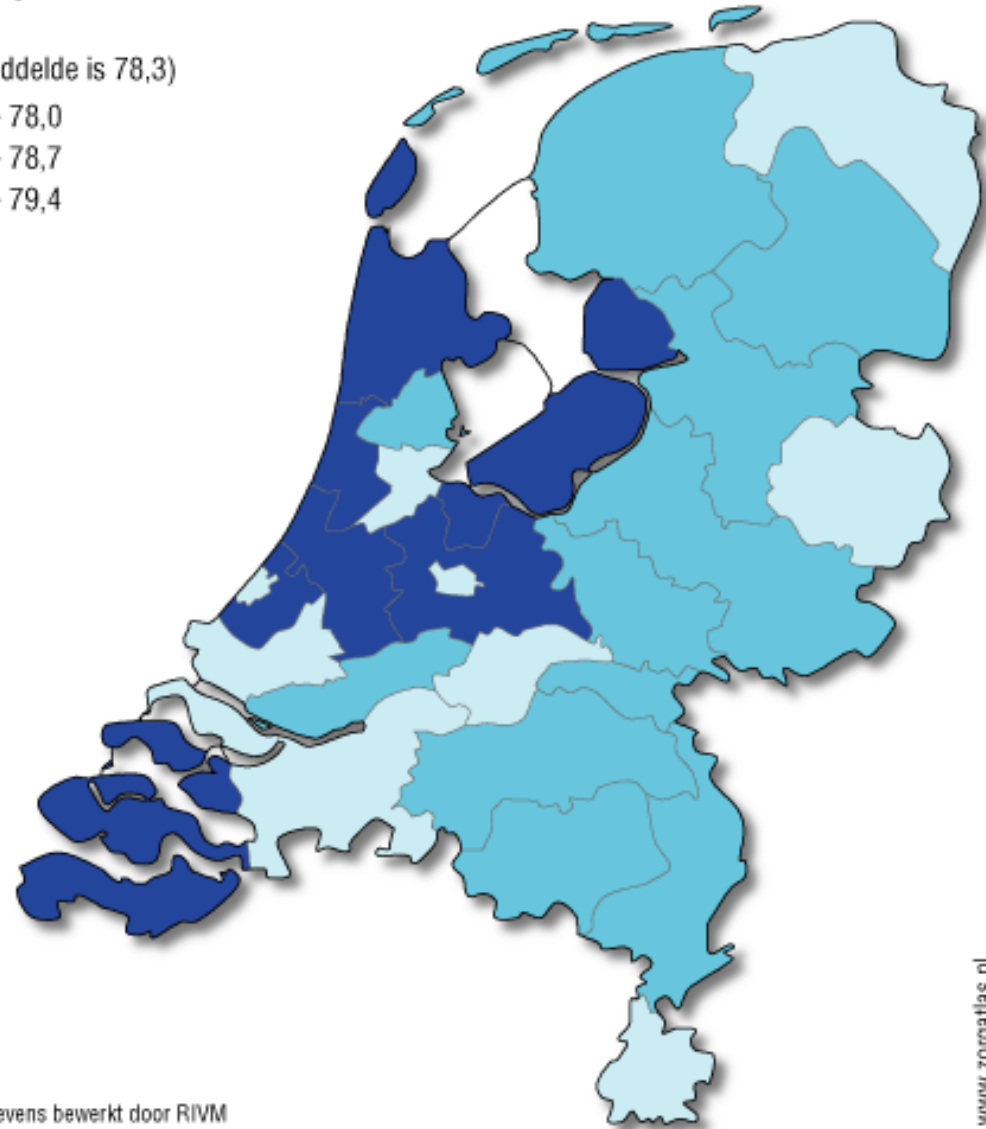 ddelde is 78,3)
- 78,0
- 78,7
- 79,4
www.zorgatlas.nl
evens bewerkt door RIVM